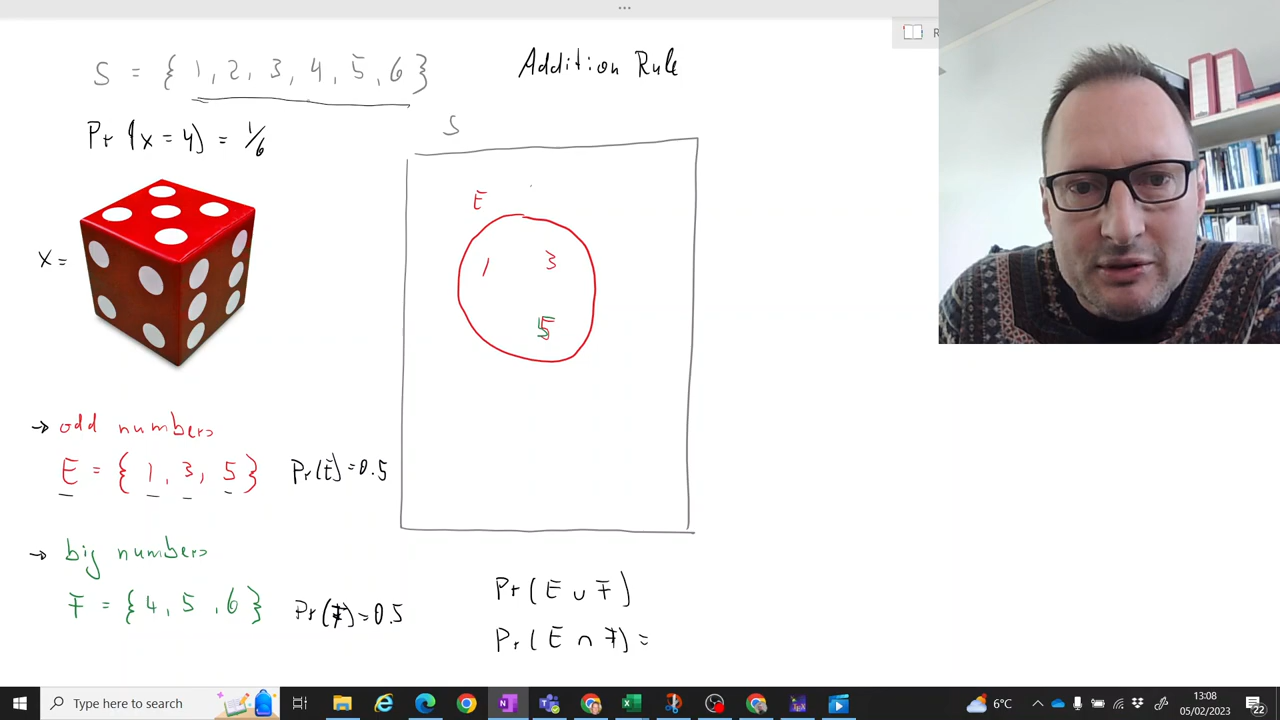 S = { 1, 2, 3, 4, 5, 6 }
Addition Rule
R
Pr (x = 4) = 1/6
S
E
1 3
5
x =
→ odd numbers
E = { 1, 3, 5 }
Pr(E) = 0.5
→ big numbers
F = { 4, 5, 6 }
Pr(F) = 0.5
Pr( E ∪ F )
Pr( E ∩ F ) =
Type here to search
6°C
13:08
05/02/2023
22